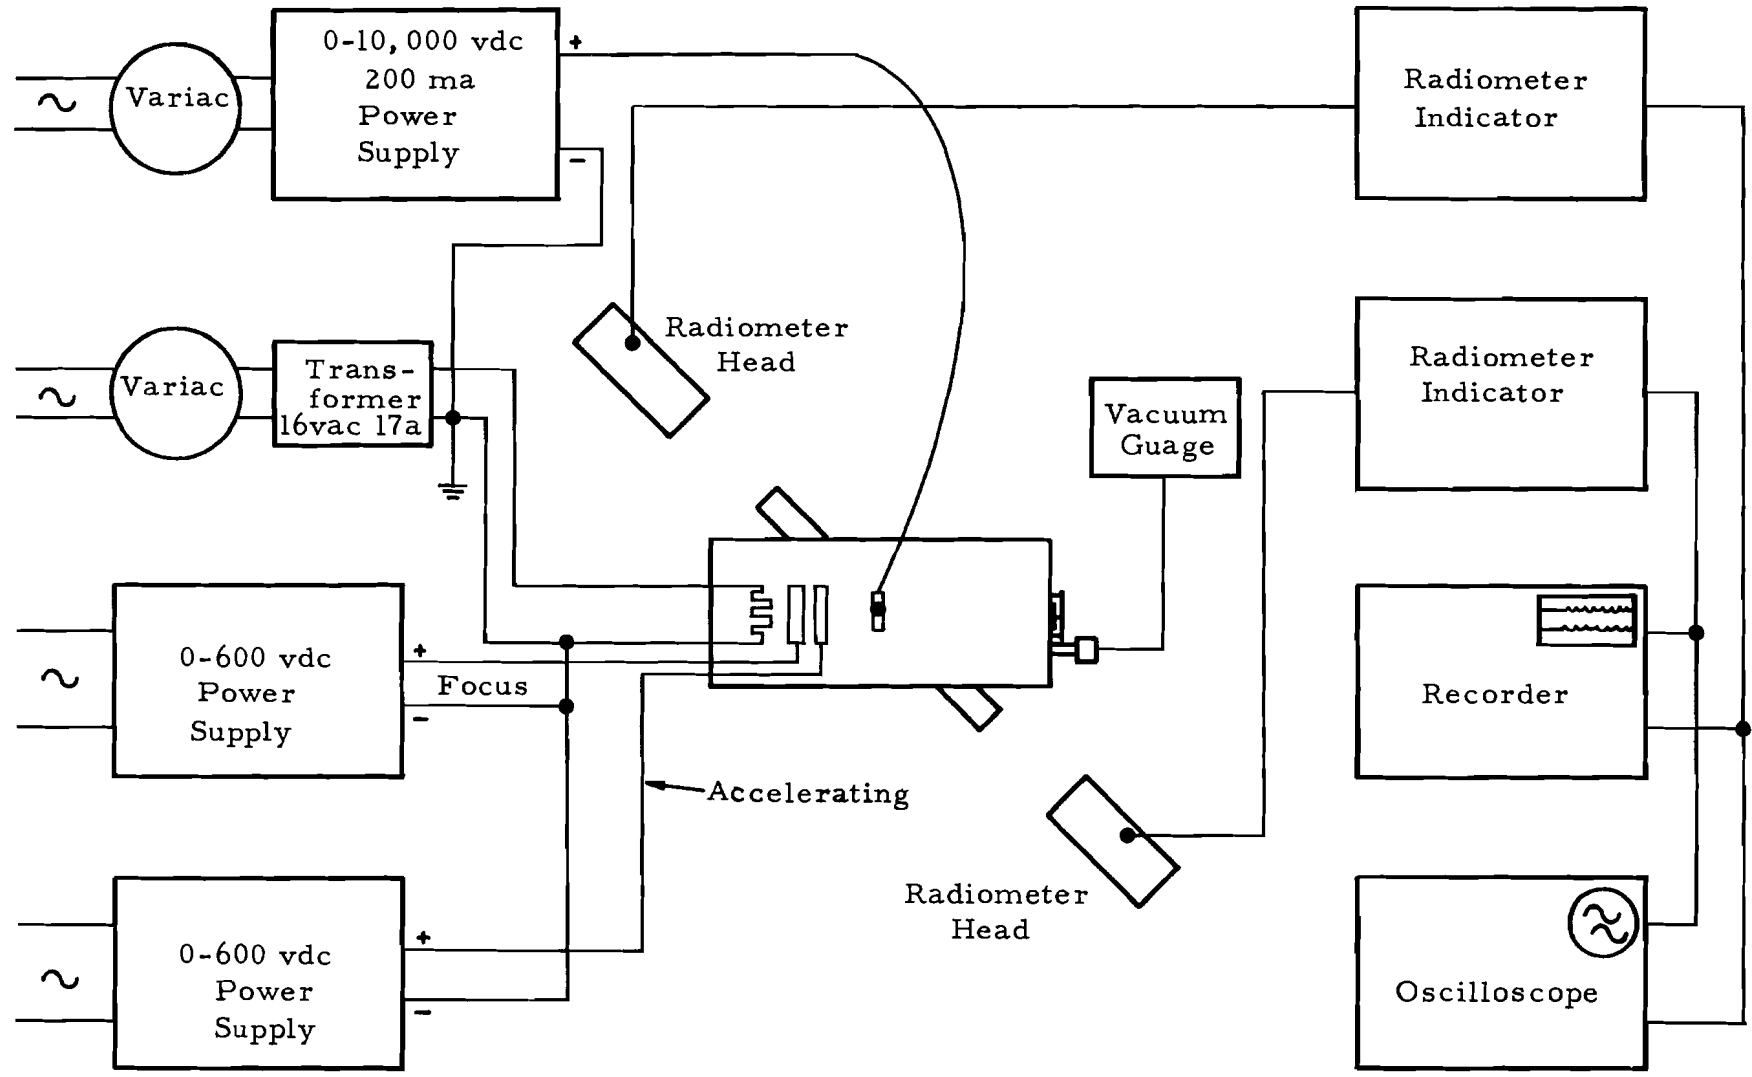 0-10,000 vdc
200 ma
Power
Supply
+
-
Variac
Radiometer
Indicator
Radiometer
Head
Variac
Trans-
former
16vac 17a
Radiometer
Indicator
Vacuum
Guage
0-600 vdc
Power
Supply
+
Focus
-
Recorder
Accelerating
Radiometer
Head
0-600 vdc
Power
Supply
+
-
Oscilloscope